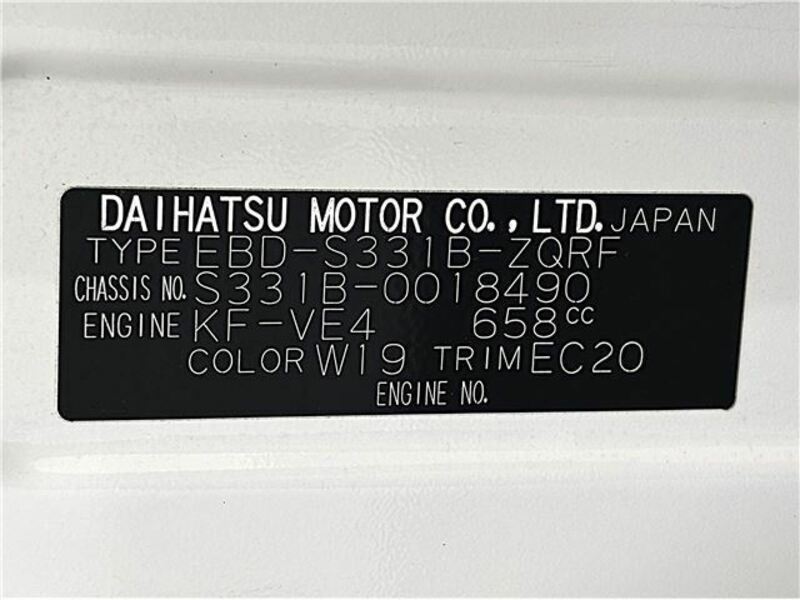 DAIHATSU MOTOR CO., LTD. JAPAN
TYPE EBD-S331B-ZQRF
CHASSIS NO. S331B-0018490
ENGINE KF-VE4 658cc
COLOR W19 TRIM EC20
ENGINE NO.